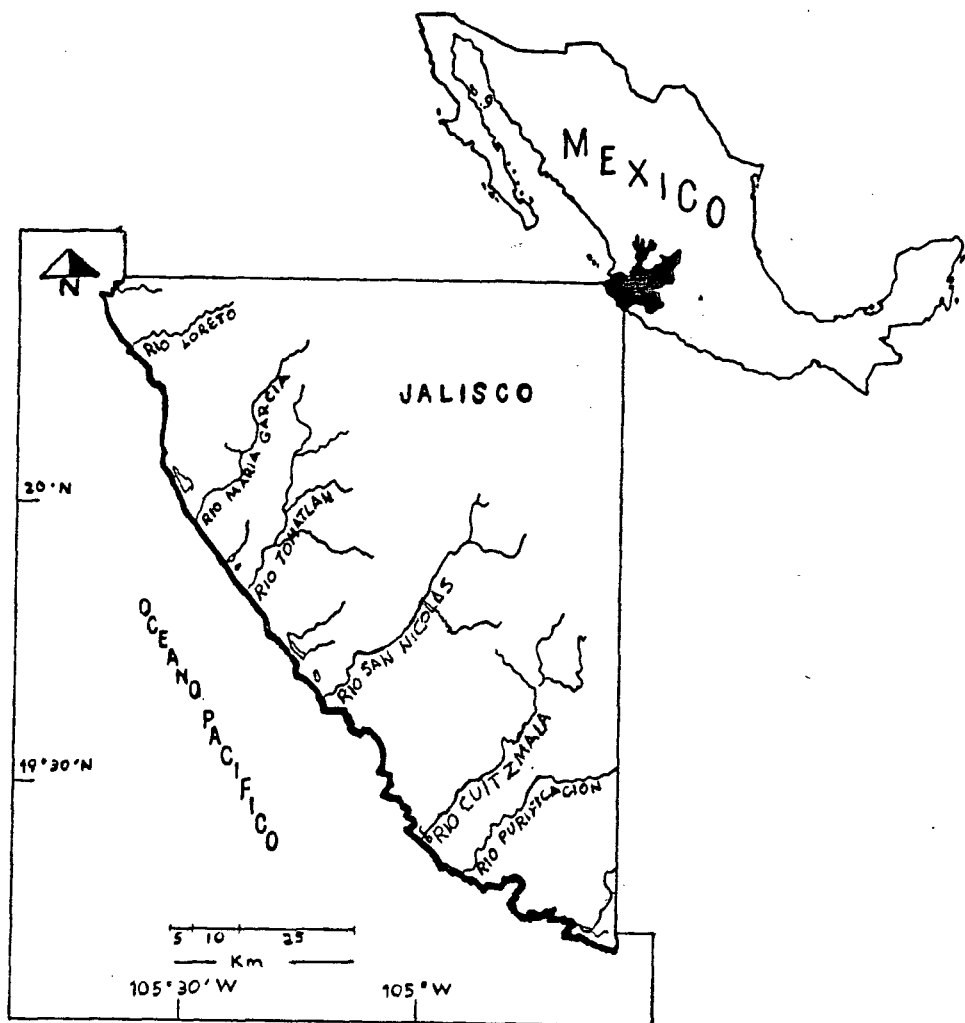 MEXICO
N
RIO LORETO
JALISCO
RIO MARIA GARCIA
20°N
RIO TOMATLAN
OCEANO PACIFICO
RIO SAN NICOLAS
19°30'N
RIO CUITZMALA
RIO PURIFICACIÓN
5 10 25
Km
105°30'W 105°W